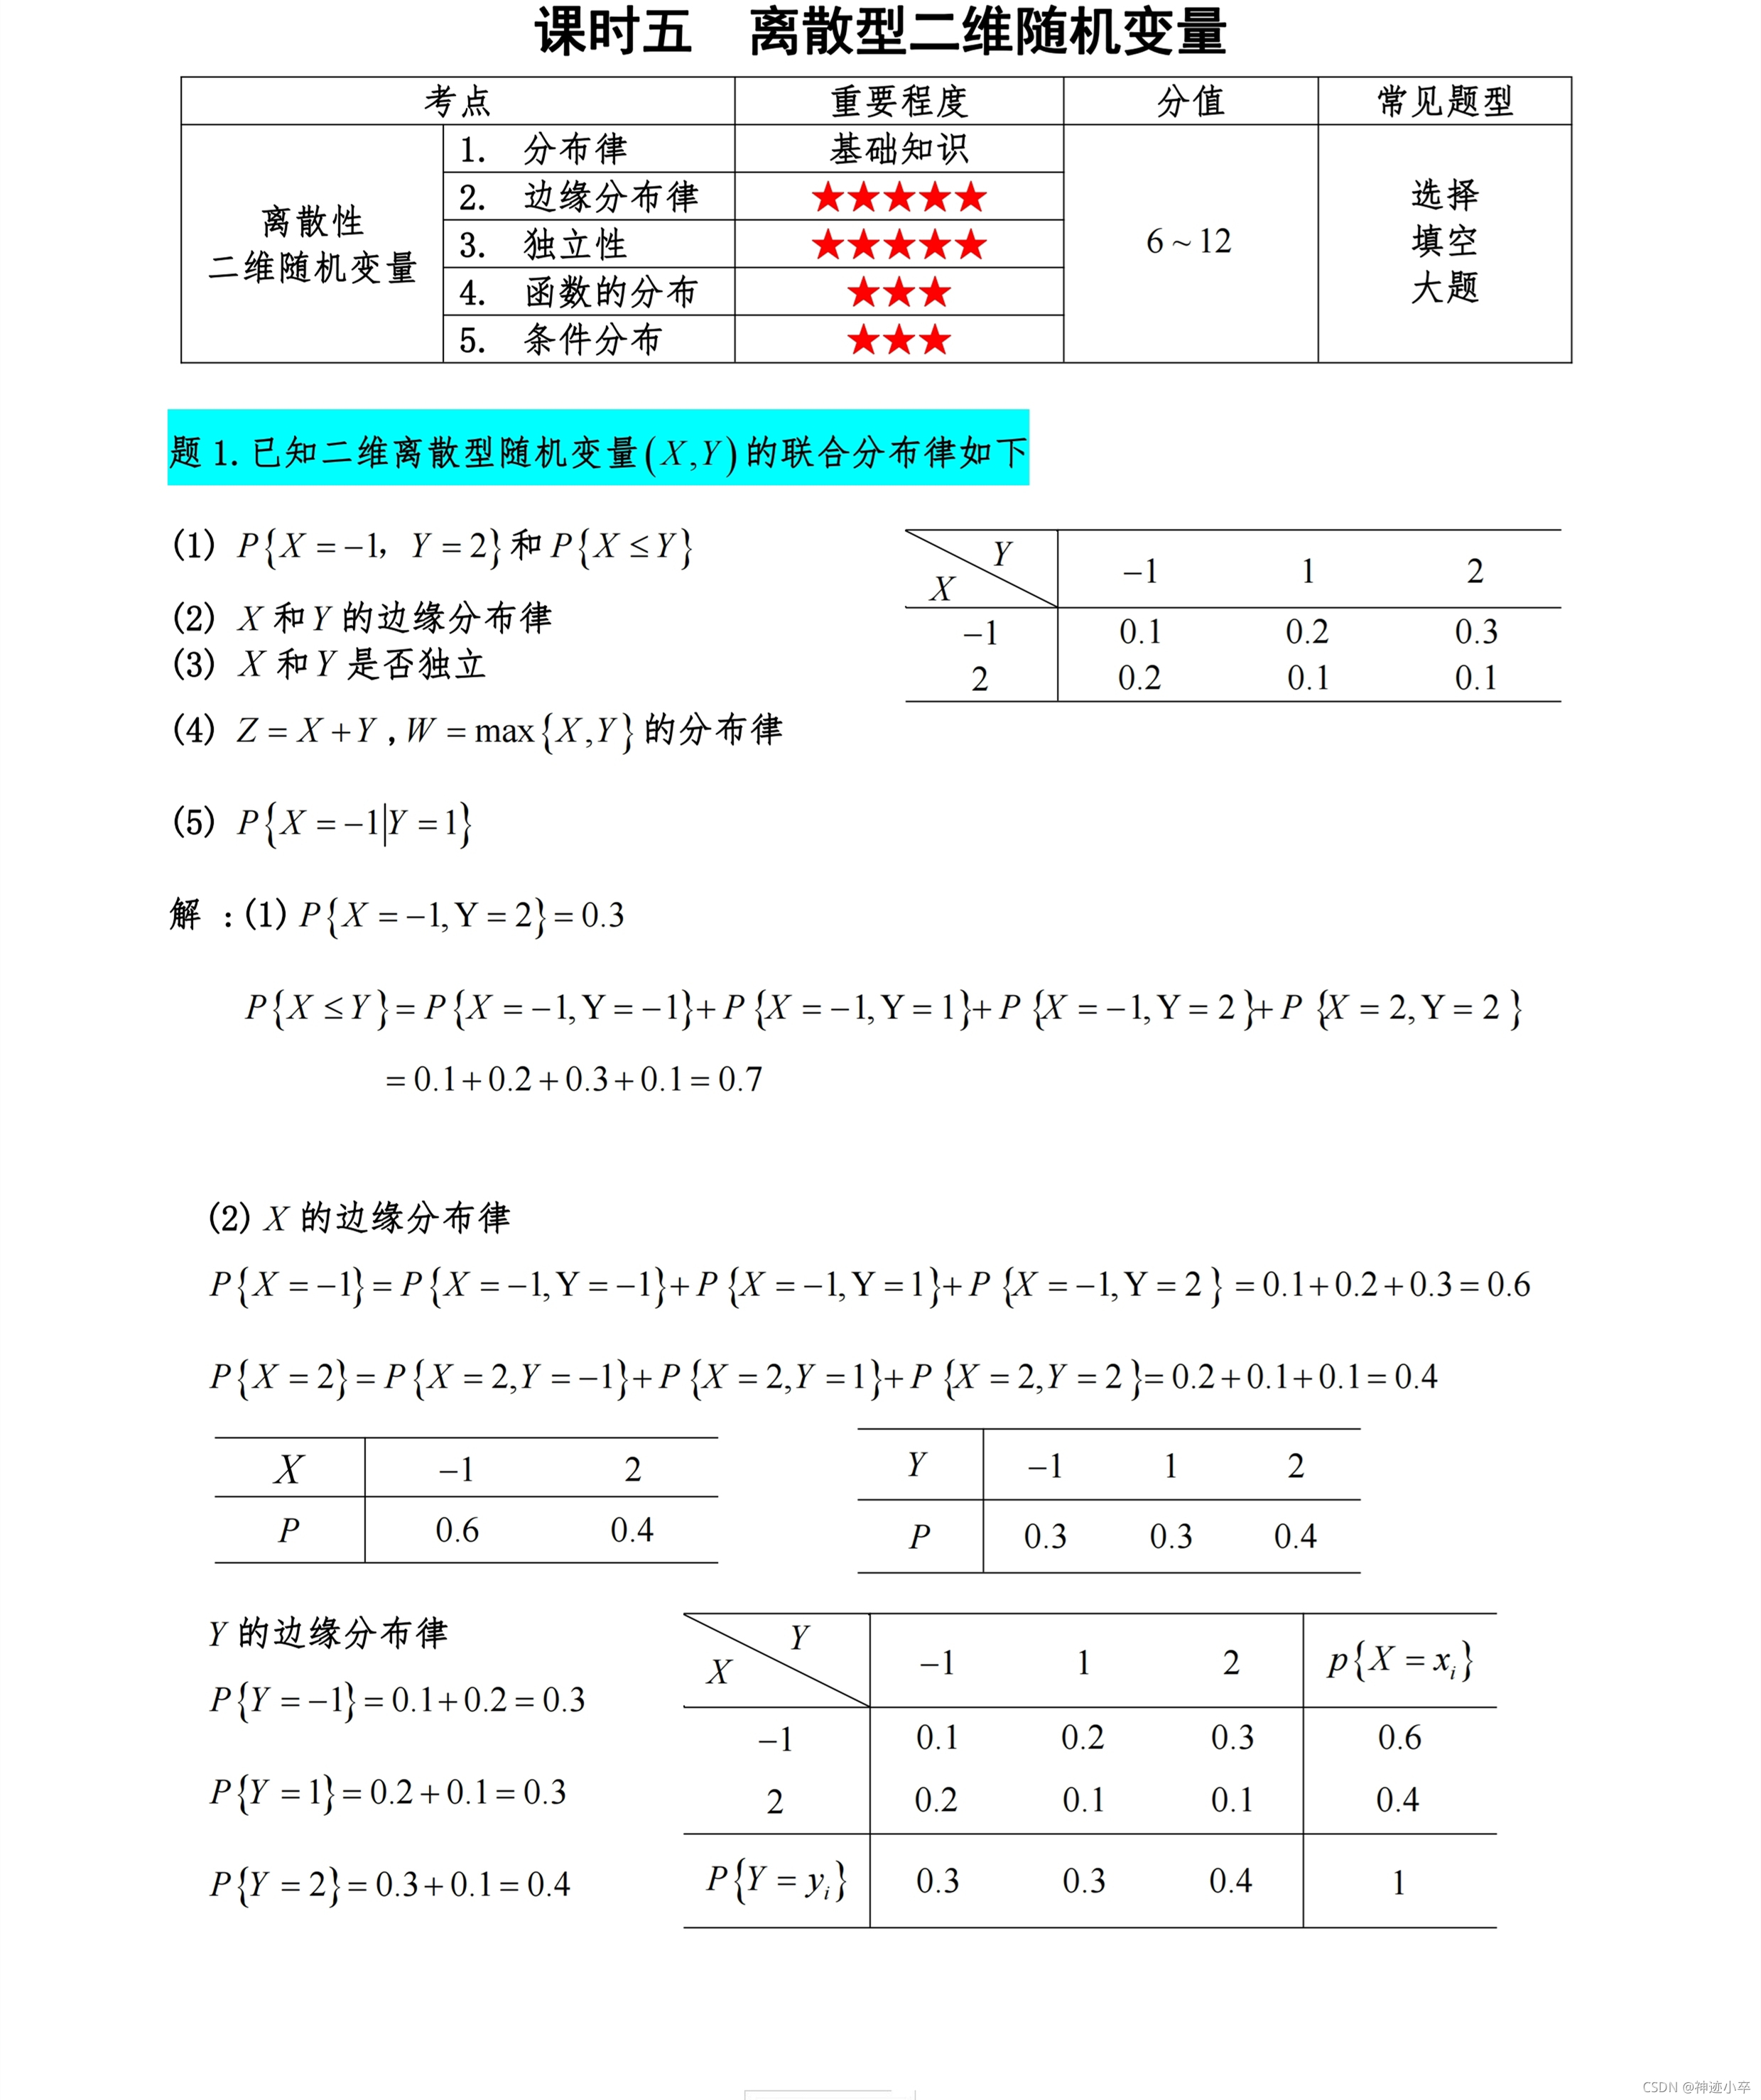 课时五 离散型二维随机变量
考点 重要程度 分值 常见题型
离散性
二维随机变量
1. 分布律 基础知识
2. 边缘分布律 ★★★★★
3. 独立性 ★★★★★
4. 函数的分布 ★★★
5. 条件分布 ★★★
6 ~ 12
选择
填空
大题
题 1.已知二维离散型随机变量(X,Y)的联合分布律如下
(1) P{X = −1, Y = 2}和P{X ≤ Y}
(2) X 和Y 的边缘分布律
(3) X 和Y 是否独立
(4) Z = X + Y ,W = max{X,Y}的分布律
(5) P{X = −1|Y = 1}
X Y −1 1 2
−1 0.1 0.2 0.3
2 0.2 0.1 0.1
解 :(1) P{X = −1, Y = 2} = 0.3
P{X ≤ Y} = P{X = −1, Y = −1} + P{X = −1, Y = 1} + P{X = −1, Y = 2} + P{X = 2, Y = 2}
= 0.1 + 0.2 + 0.3 + 0.1 = 0.7
(2) X 的边缘分布律
P{X = −1} = P{X = −1, Y = −1} + P{X = −1, Y = 1} + P{X = −1, Y = 2} = 0.1 + 0.2 + 0.3 = 0.6
P{X = 2} = P{X = 2,Y = −1} + P{X = 2,Y = 1} + P{X = 2,Y = 2} = 0.2 + 0.1 + 0.1 = 0.4
X −1 2
P 0.6 0.4
Y −1 1 2
P 0.3 0.3 0.4
Y 的边缘分布律
P{Y = −1} = 0.1 + 0.2 = 0.3
P{Y = 1} = 0.2 + 0.1 = 0.3
P{Y = 2} = 0.3 + 0.1 = 0.4
X Y −1 1 2 p{X = xᵢ}
−1 0.1 0.2 0.3 0.6
2 0.2 0.1 0.1 0.4
P{Y = yᵢ} 0.3 0.3 0.4 1
CSDN @神迹小卒